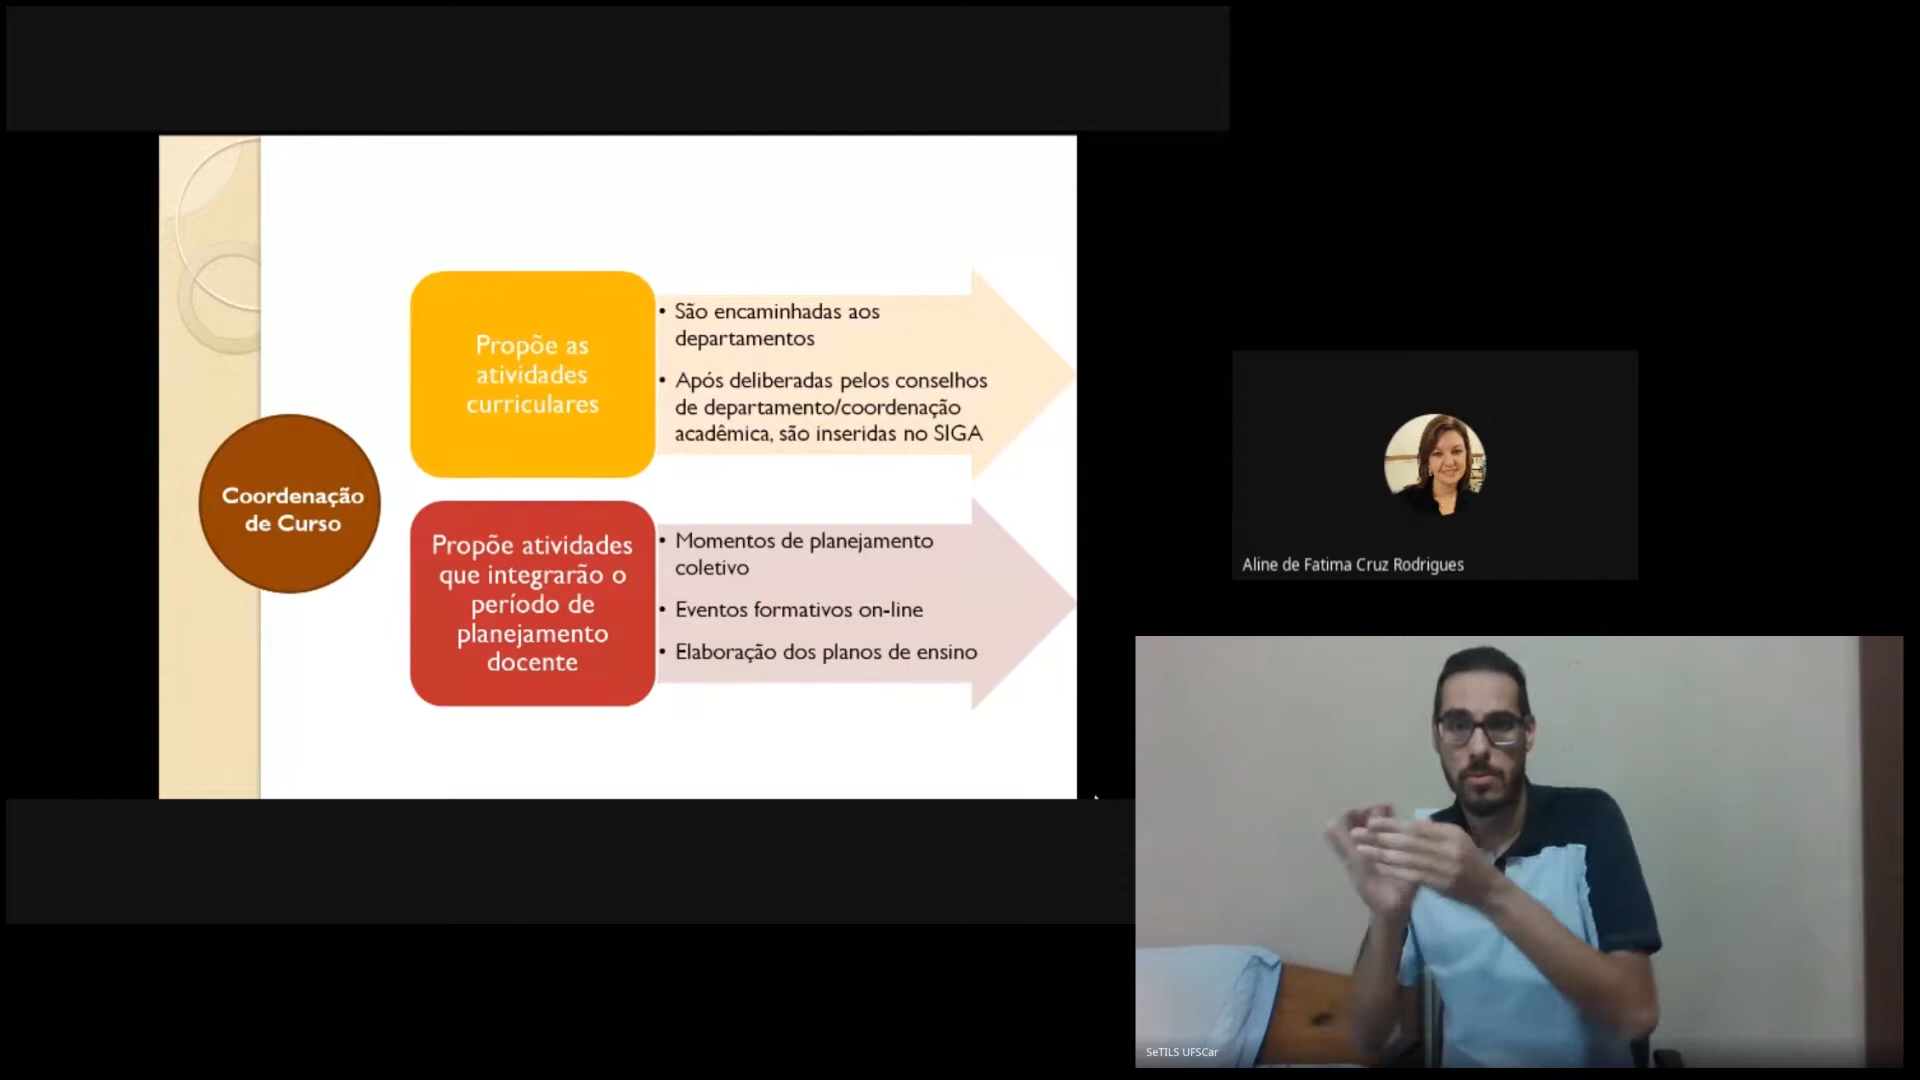 Coordenação
de Curso
Propõe as
atividades
curriculares
• São encaminhadas aos
departamentos
• Após deliberadas pelos conselhos
de departamento/coordenação
acadêmica, são inseridas no SIGA
Propõe atividades
que integrarão o
período de
planejamento
docente
• Momentos de planejamento
coletivo
• Eventos formativos on-line
• Elaboração dos planos de ensino
Aline de Fatima Cruz Rodrigues
SeTILS UFSCar